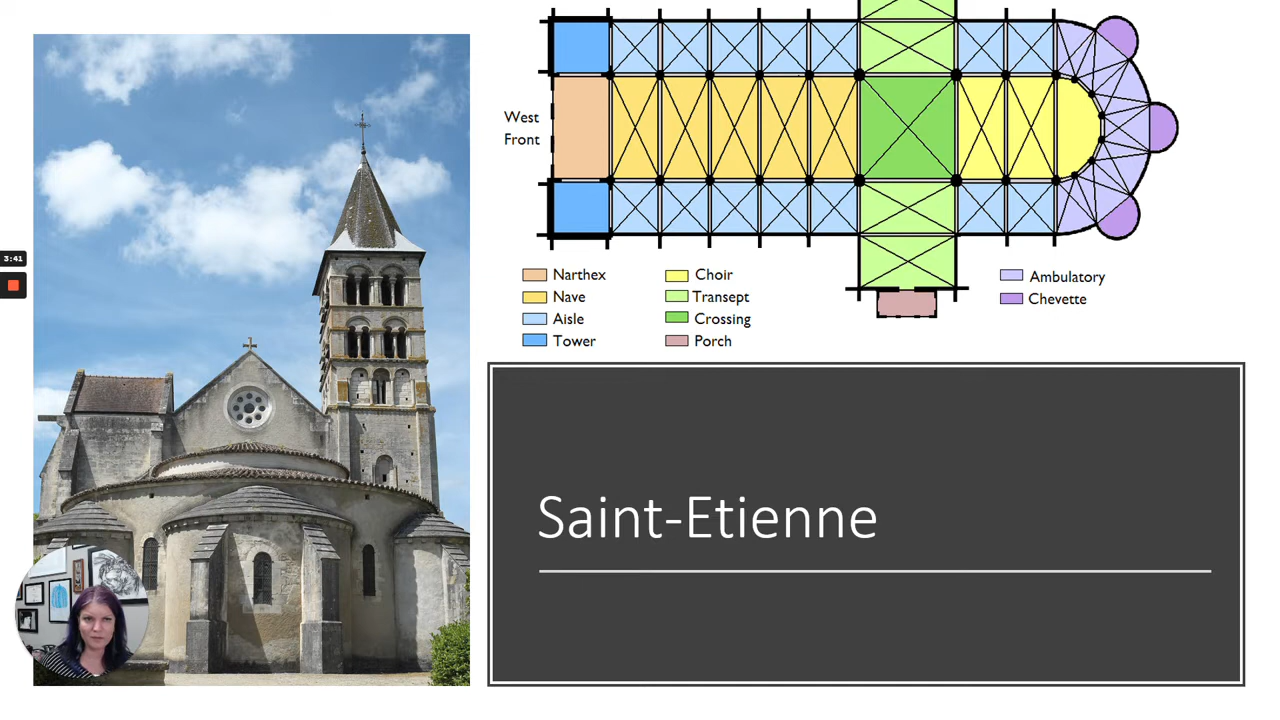 West
Front
Narthex
Nave
Aisle
Tower
Choir
Transept
Crossing
Porch
Ambulatory
Chevette
3:41
Saint-Etienne